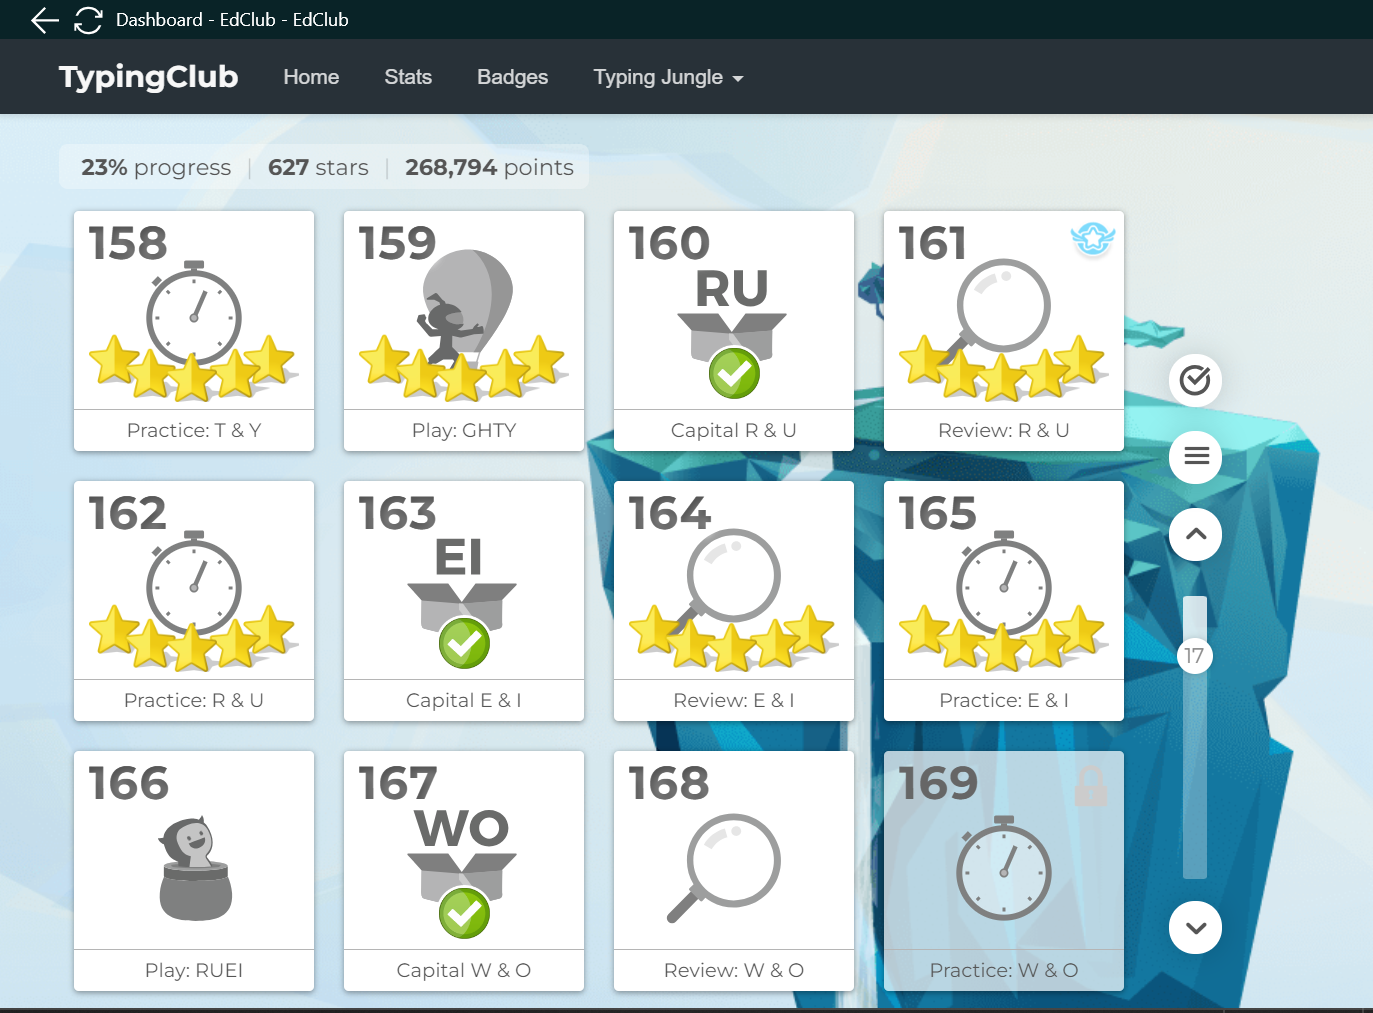 Dashboard - EdClub - EdClub
TypingClub Home Stats Badges Typing Jungle
23% progress | 627 stars | 268,794 points
158
Practice: T & Y
159
Play: GHTY
160
RU
Capital R & U
161
Review: R & U
162
Practice: R & U
163
EI
Capital E & I
164
Review: E & I
165
Practice: E & I
17
166
Play: RUEI
167
WO
Capital W & O
168
Review: W & O
169
Practice: W & O